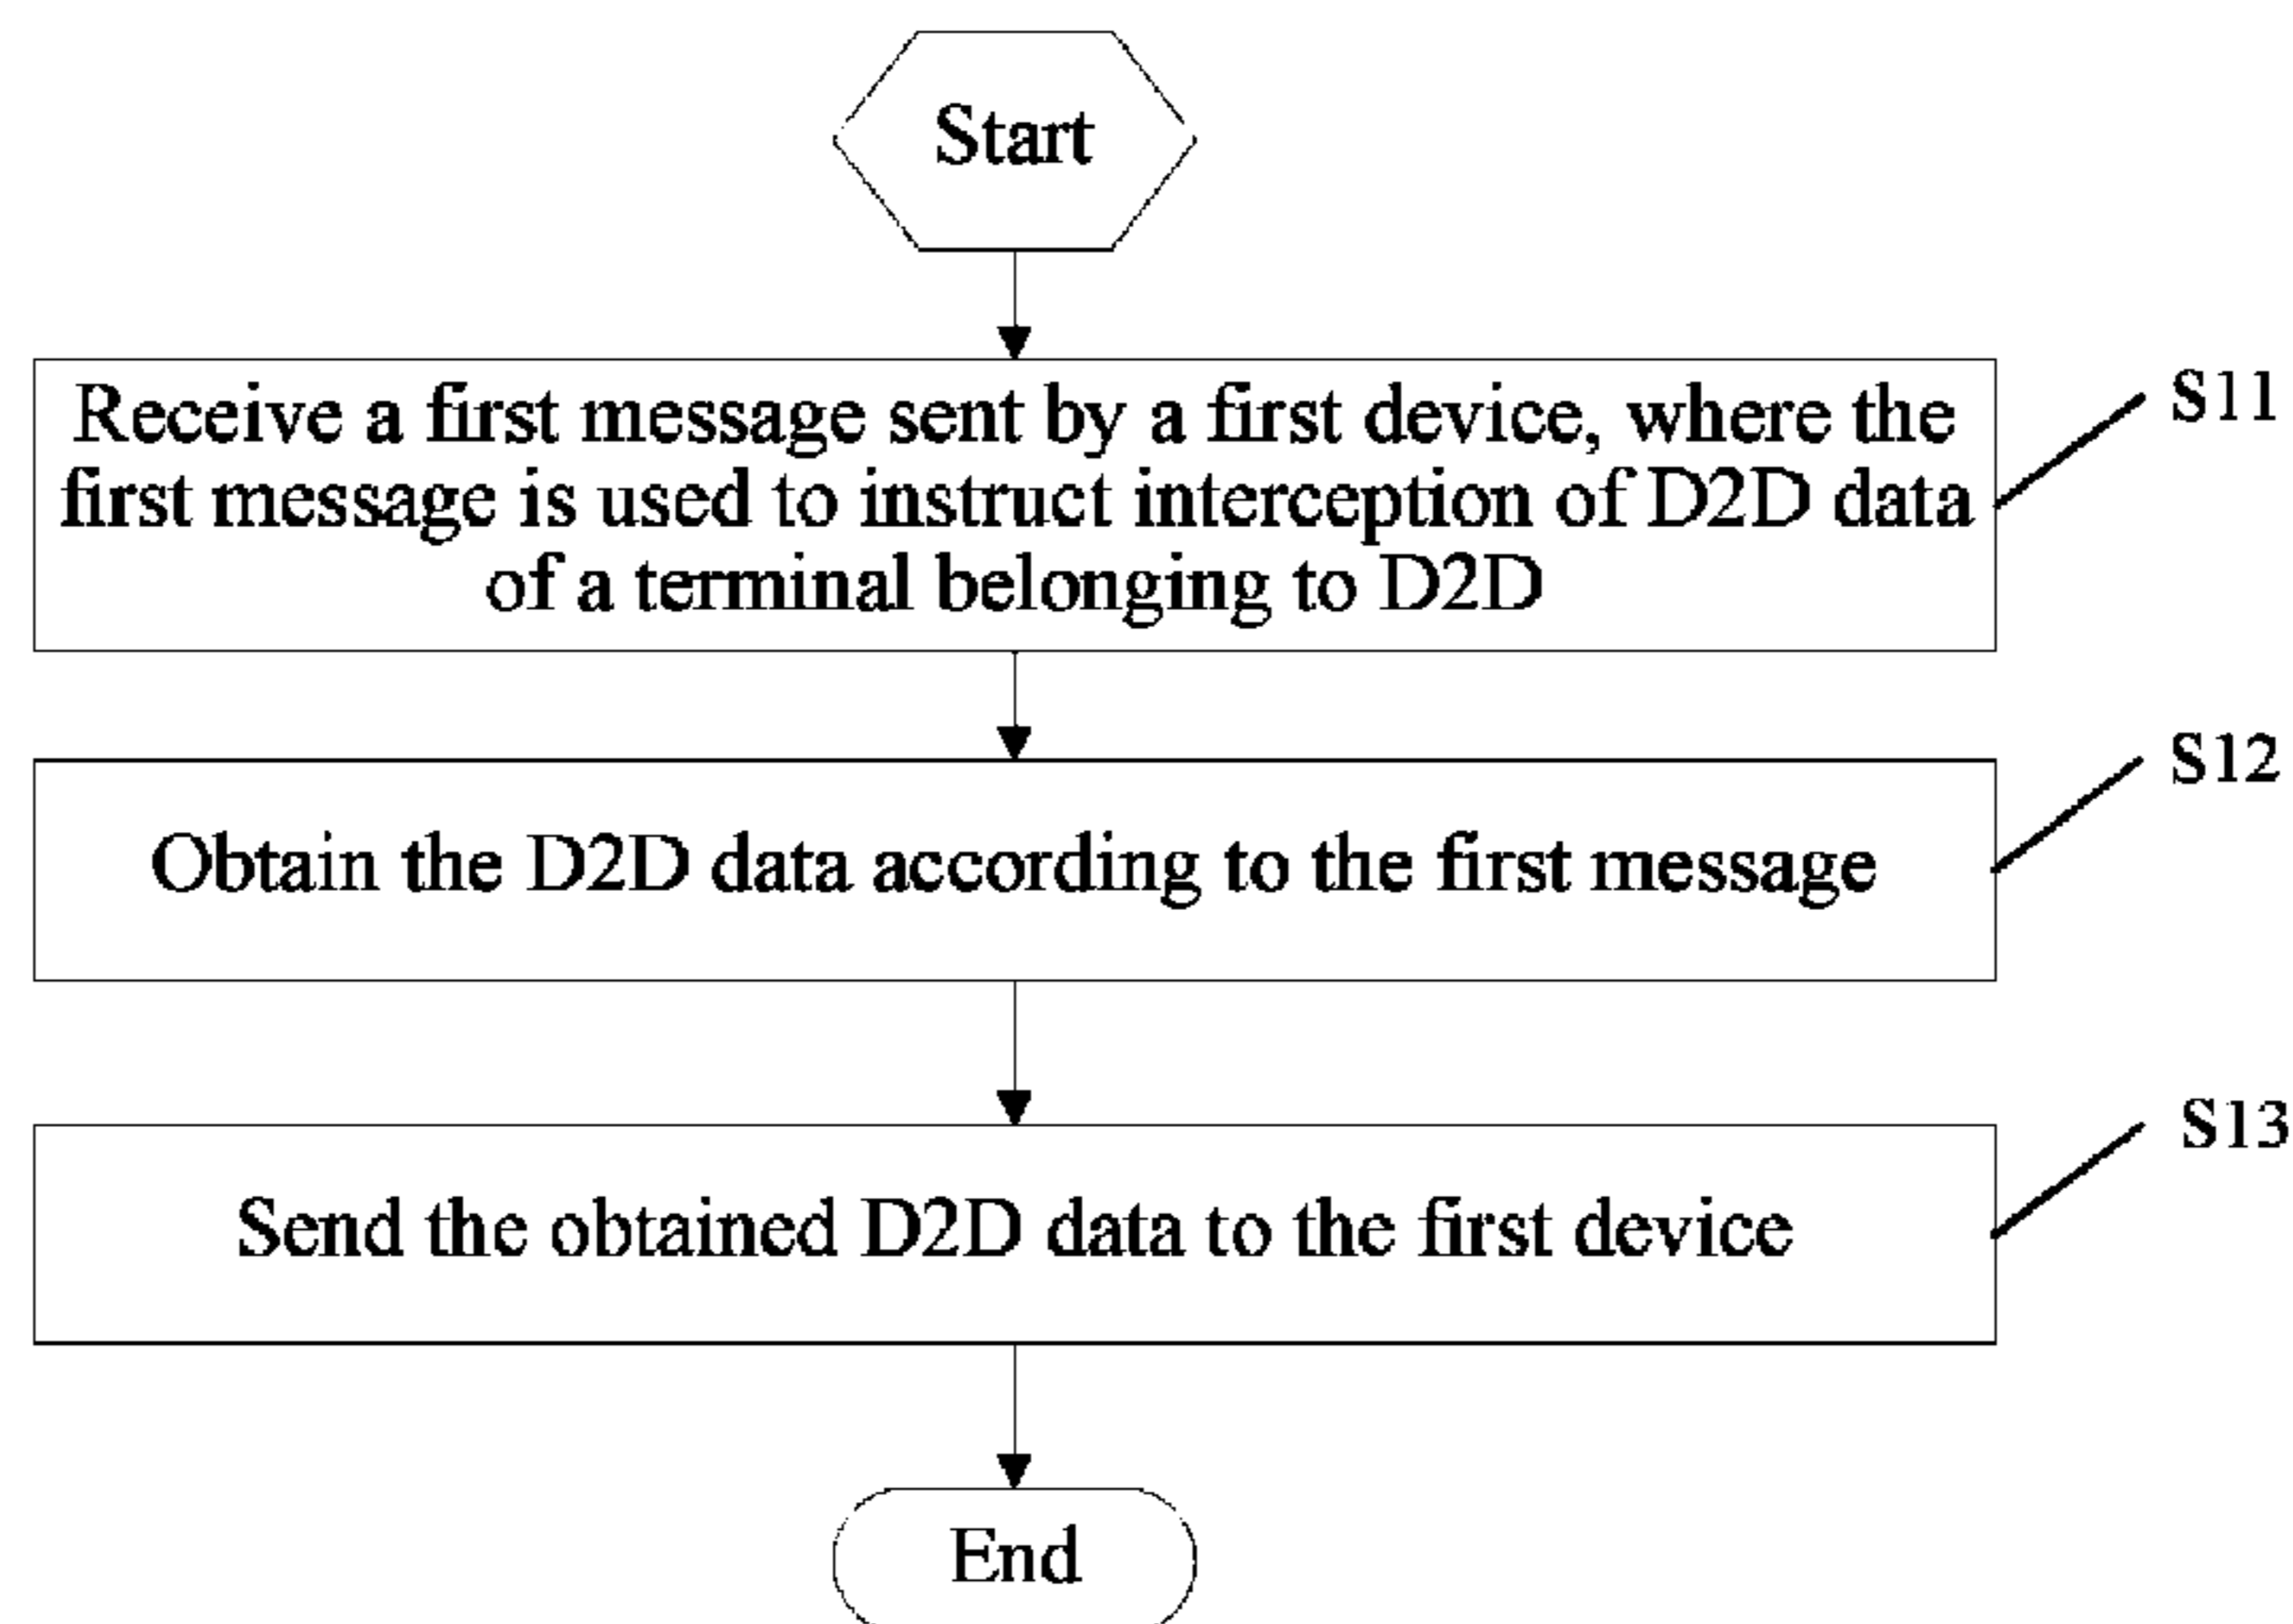 Start
Receive a first message sent by a first device, where the
first message is used to instruct interception of D2D data
of a terminal belonging to D2D
S11
Obtain the D2D data according to the first message
S12
Send the obtained D2D data to the first device
S13
End